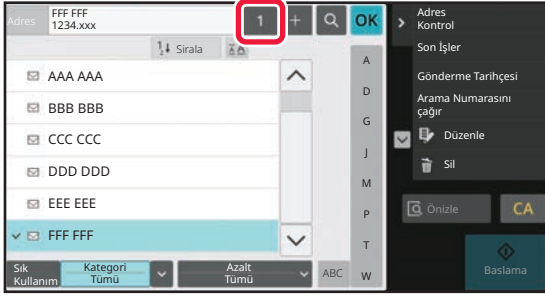 Adres
FFF FFF
1234.xxx
1
OK
Sırala
AAA AAA
BBB BBB
CCC CCC
DDD DDD
EEE EEE
FFF FFF
A
D
G
J
M
P
T
W
Sık
Kullanım
Kategori
Tümü
Azalt
Tümü
ABC
Adres
Kontrol
Son İşler
Gönderme Tarihçesi
Arama Numarasını
çağır
Düzenle
Sil
Önizle
CA
Baslama